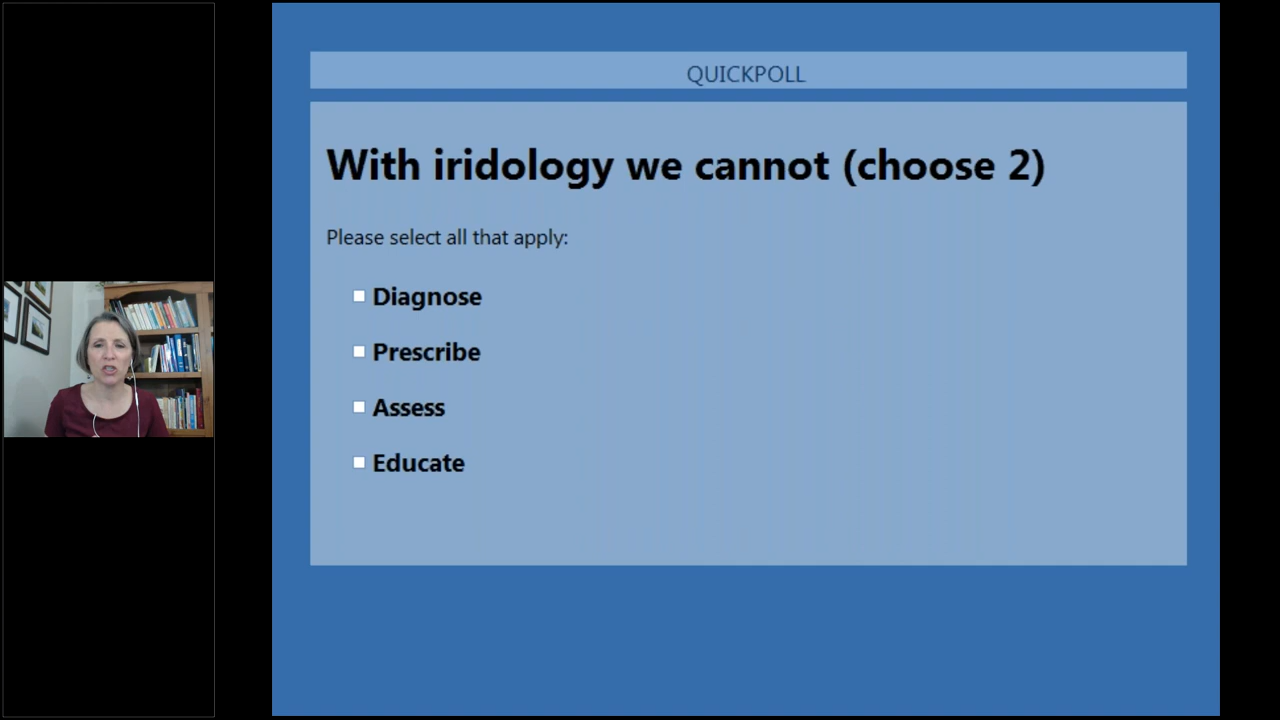 QUICKPOLL
With iridology we cannot (choose 2)
Please select all that apply:
Diagnose
Prescribe
Assess
Educate